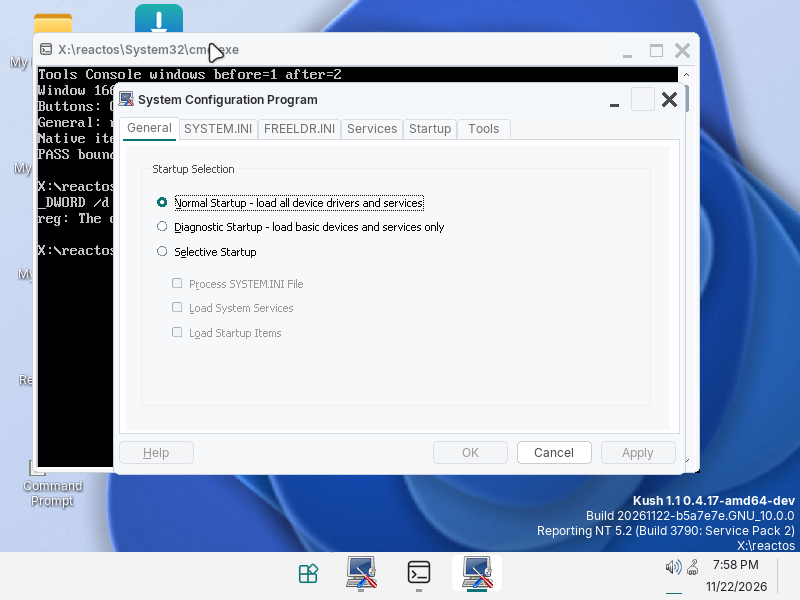 X:\reactos\System32\cmd.exe
Tools Console windows before=1 after=2
Window 166
Buttons:
General:
Native ite
PASS boun
X:\reactos
_DWORD /d
reg: The
X:\reactos
System Configuration Program
General
SYSTEM.INI
FREELDR.INI
Services
Startup
Tools
Startup Selection
Normal Startup - load all device drivers and services
Diagnostic Startup - load basic devices and services only
Selective Startup
Process SYSTEM.INI File
Load System Services
Load Startup Items
Help
OK
Cancel
Apply
My
My
My
Re
Command
Prompt
Kush 1.1 0.4.17-amd64-dev
Build 20261122-b5a7e7e.GNU_10.0.0
Reporting NT 5.2 (Build 3790: Service Pack 2)
X:\reactos
7:58 PM
11/22/2026